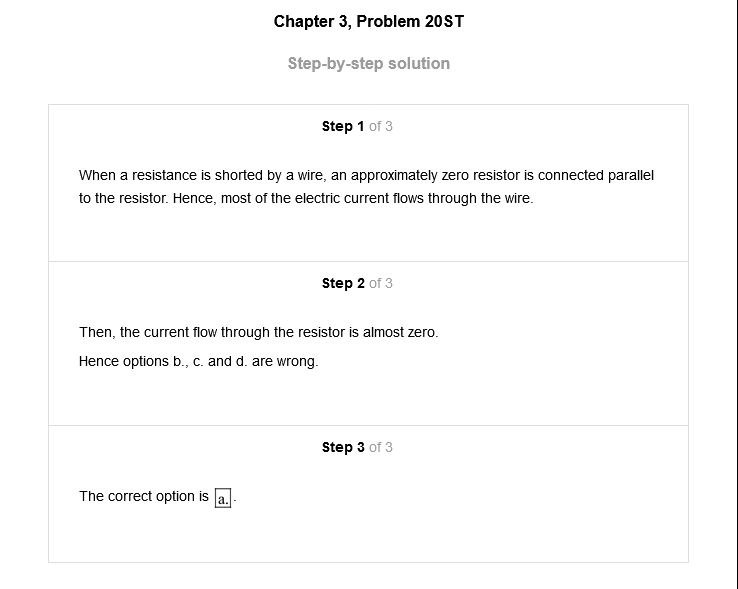 Chapter 3, Problem 20ST
Step-by-step solution
Step 1 of 3
When a resistance is shorted by a wire, an approximately zero resistor is connected parallel
to the resistor. Hence, most of the electric current flows through the wire.
Step 2 of 3
Then, the current flow through the resistor is almost zero.
Hence options b., c. and d. are wrong.
Step 3 of 3
The correct option is a..